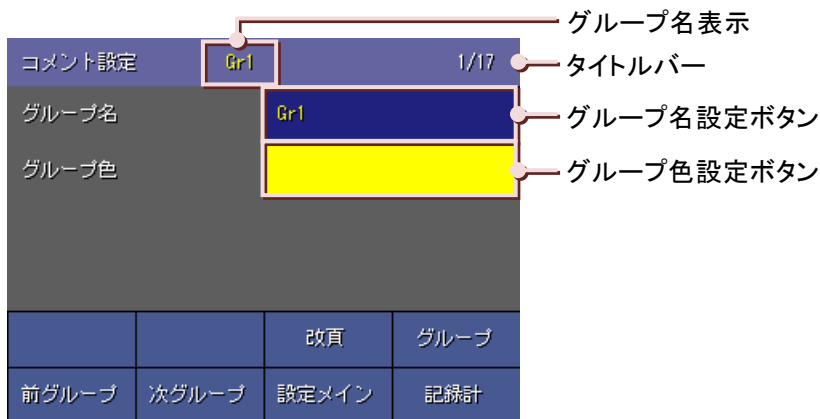 グループ名表示
コメント設定 Gr1 1/17 タイトルバー
グループ名 Gr1 グループ名設定ボタン
グループ色 グループ色設定ボタン
改頁 グループ
前グループ 次グループ 設定メイン 記録計